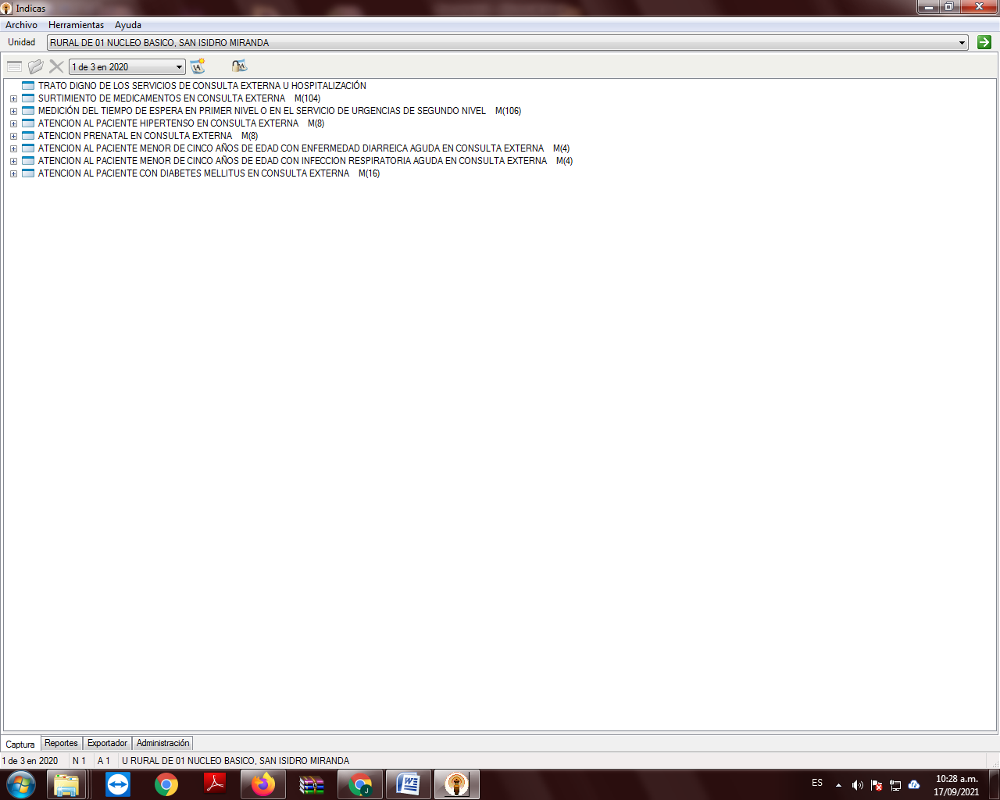 Indicas
Archivo Herramientas Ayuda
Unidad RURAL DE 01 NUCLEO BASICO, SAN ISIDRO MIRANDA
1 de 3 en 2020
TRATO DIGNO DE LOS SERVICIOS DE CONSULTA EXTERNA U HOSPITALIZACIÓN
SURTIMIENTO DE MEDICAMENTOS EN CONSULTA EXTERNA M(104)
MEDICIÓN DEL TIEMPO DE ESPERA EN PRIMER NIVEL O EN EL SERVICIO DE URGENCIAS DE SEGUNDO NIVEL M(106)
ATENCION AL PACIENTE HIPERTENSO EN CONSULTA EXTERNA M(8)
ATENCION PRENATAL EN CONSULTA EXTERNA M(8)
ATENCION AL PACIENTE MENOR DE CINCO AÑOS DE EDAD CON ENFERMEDAD DIARREICA AGUDA EN CONSULTA EXTERNA M(4)
ATENCION AL PACIENTE MENOR DE CINCO AÑOS DE EDAD CON INFECCION RESPIRATORIA AGUDA EN CONSULTA EXTERNA M(4)
ATENCION AL PACIENTE CON DIABETES MELLITUS EN CONSULTA EXTERNA M(16)
Captura Reportes Exportador Administración
1 de 3 en 2020 N 1 A 1 U RURAL DE 01 NUCLEO BASICO, SAN ISIDRO MIRANDA
ES 10:28 a.m.
17/09/2021